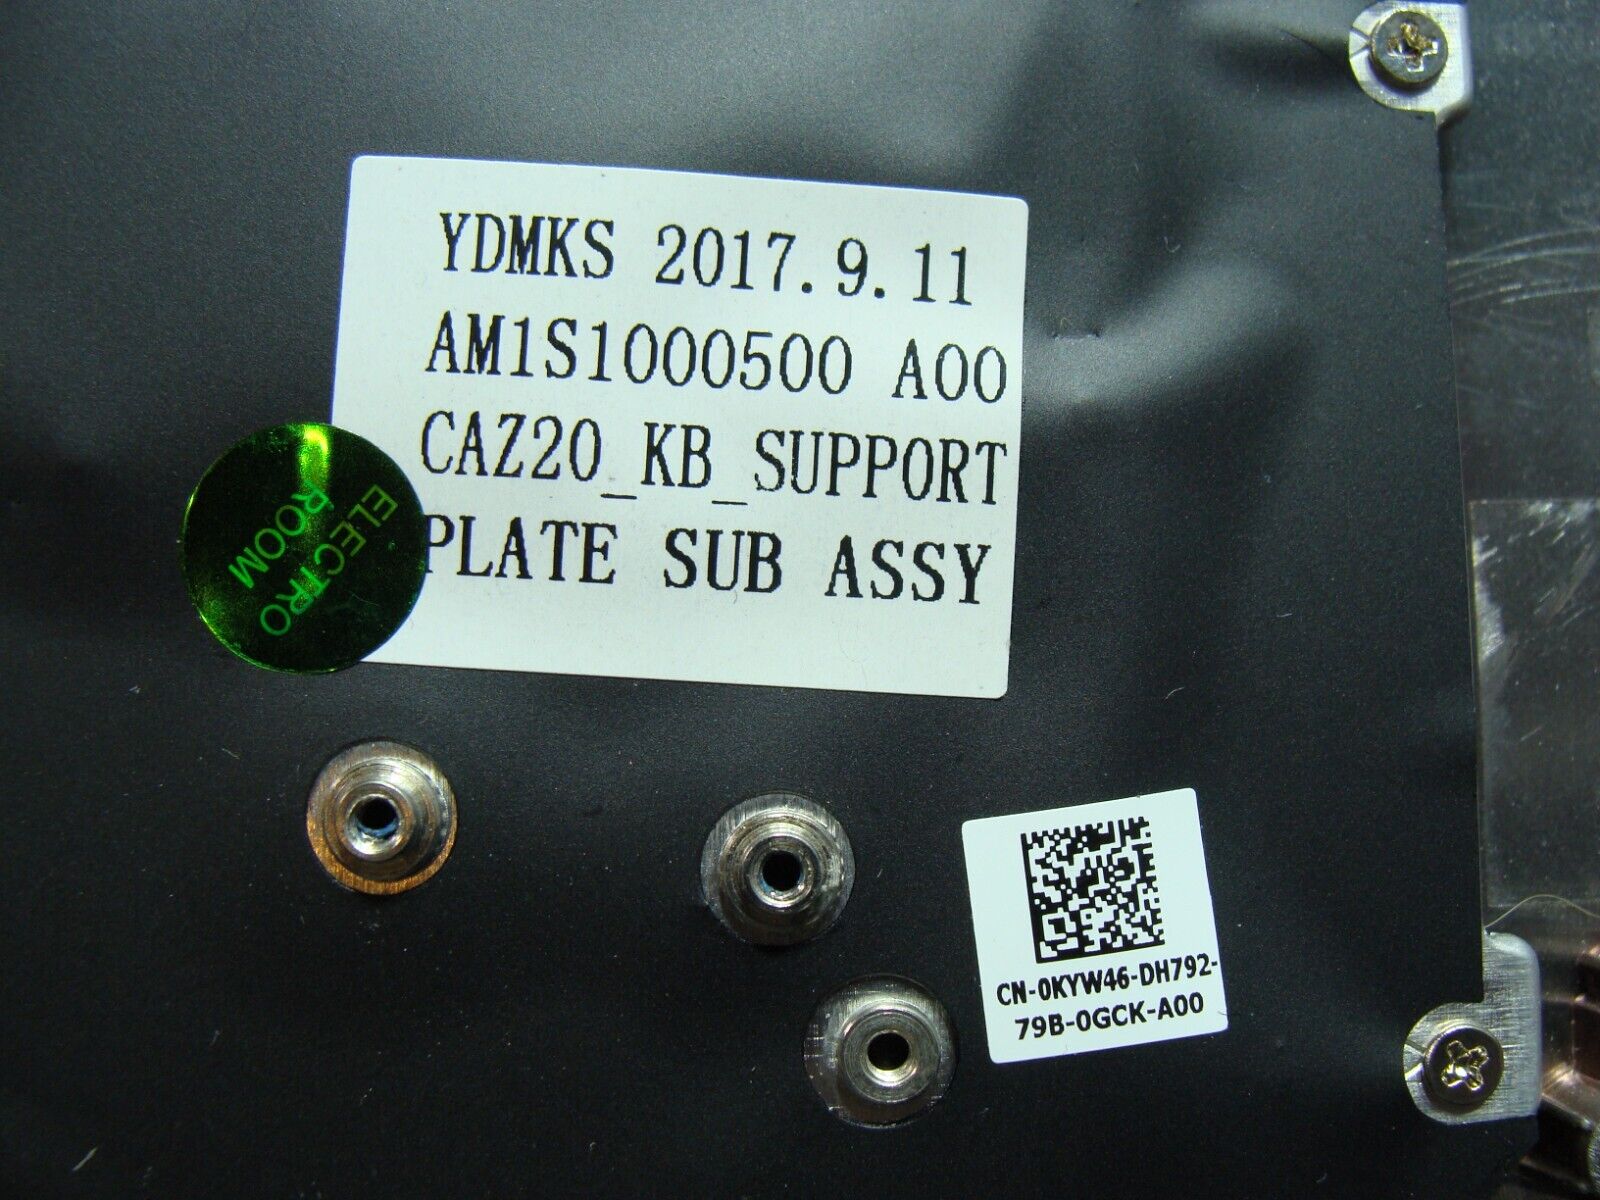 YDMKS 2017.9.11
AM1S1000500 A00
CAZ20_KB_SUPPORT
PLATE SUB ASSY
ELECTRO
ROOM
CN-0KYW46-DH792-
79B-0GCK-A00